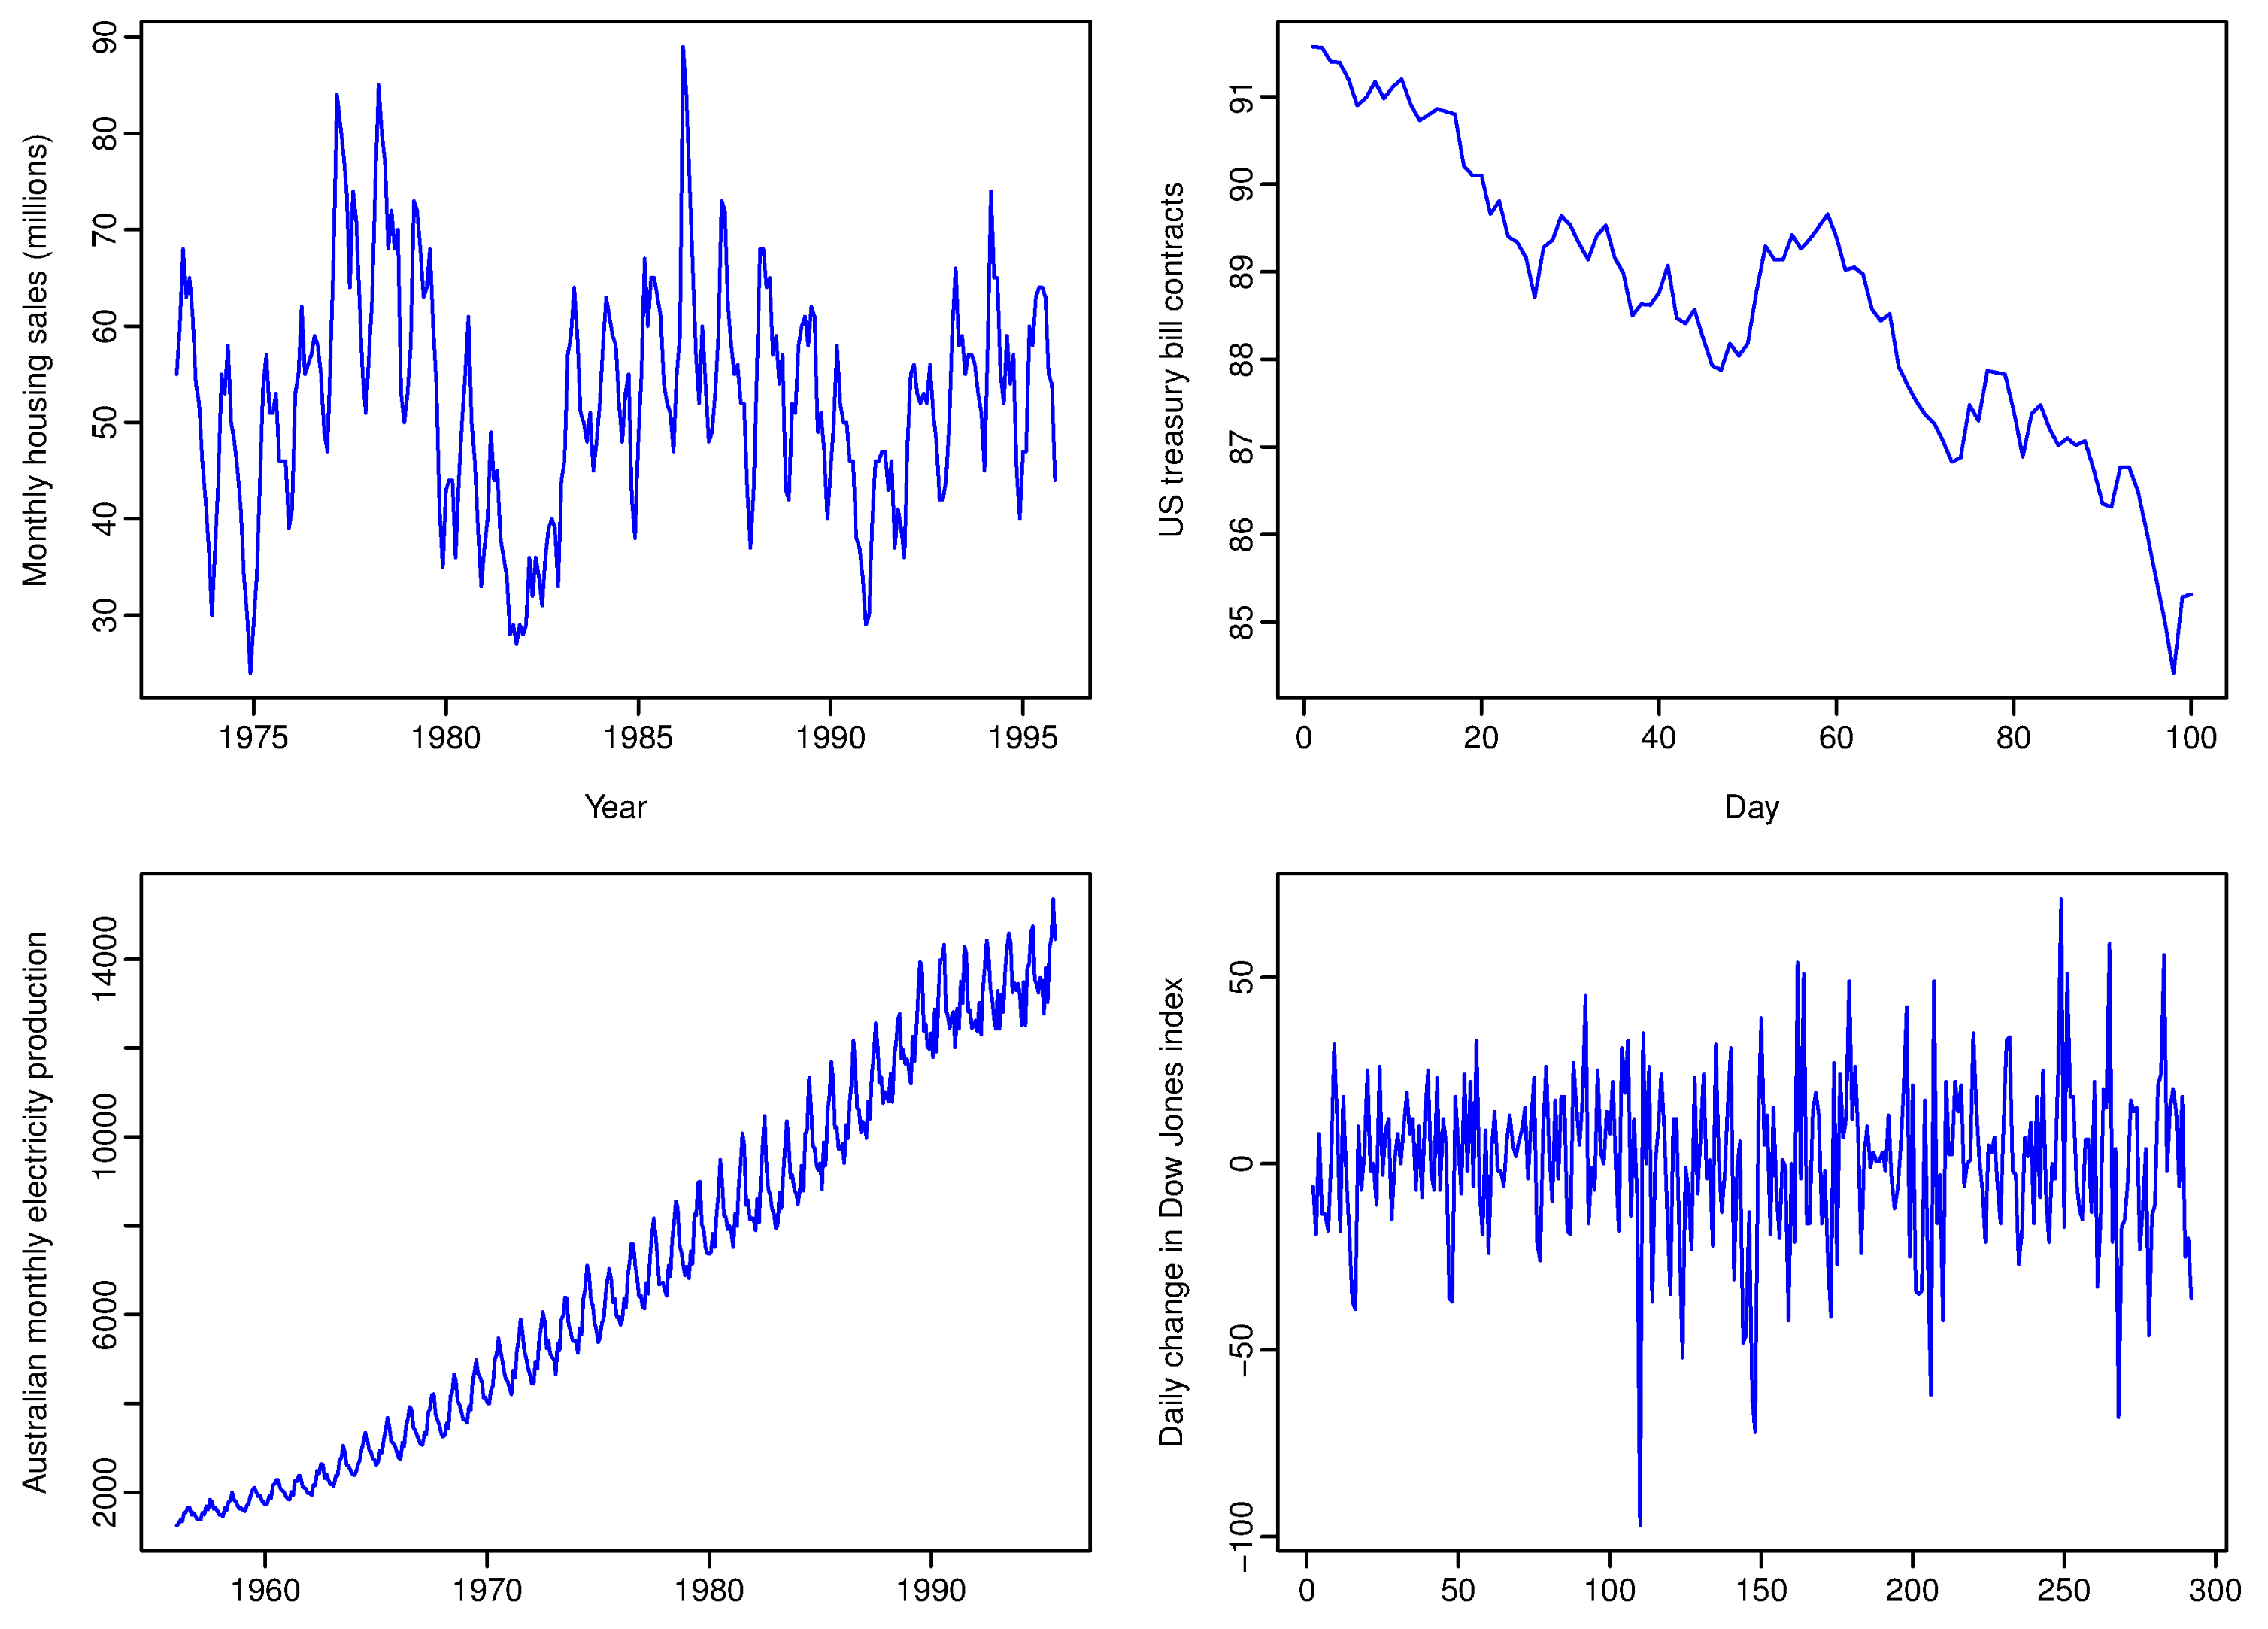 Monthly housing sales (millions)
30 40 50 60 70 80 90
1975 1980 1985 1990 1995
Year
US treasury bill contracts
85 86 87 88 89 90 91
0 20 40 60 80 100
Day
Australian monthly electricity production
2000 6000 10000 14000
1960 1970 1980 1990
Daily change in Dow Jones index
−100 −50 0 50
0 50 100 150 200 250 300